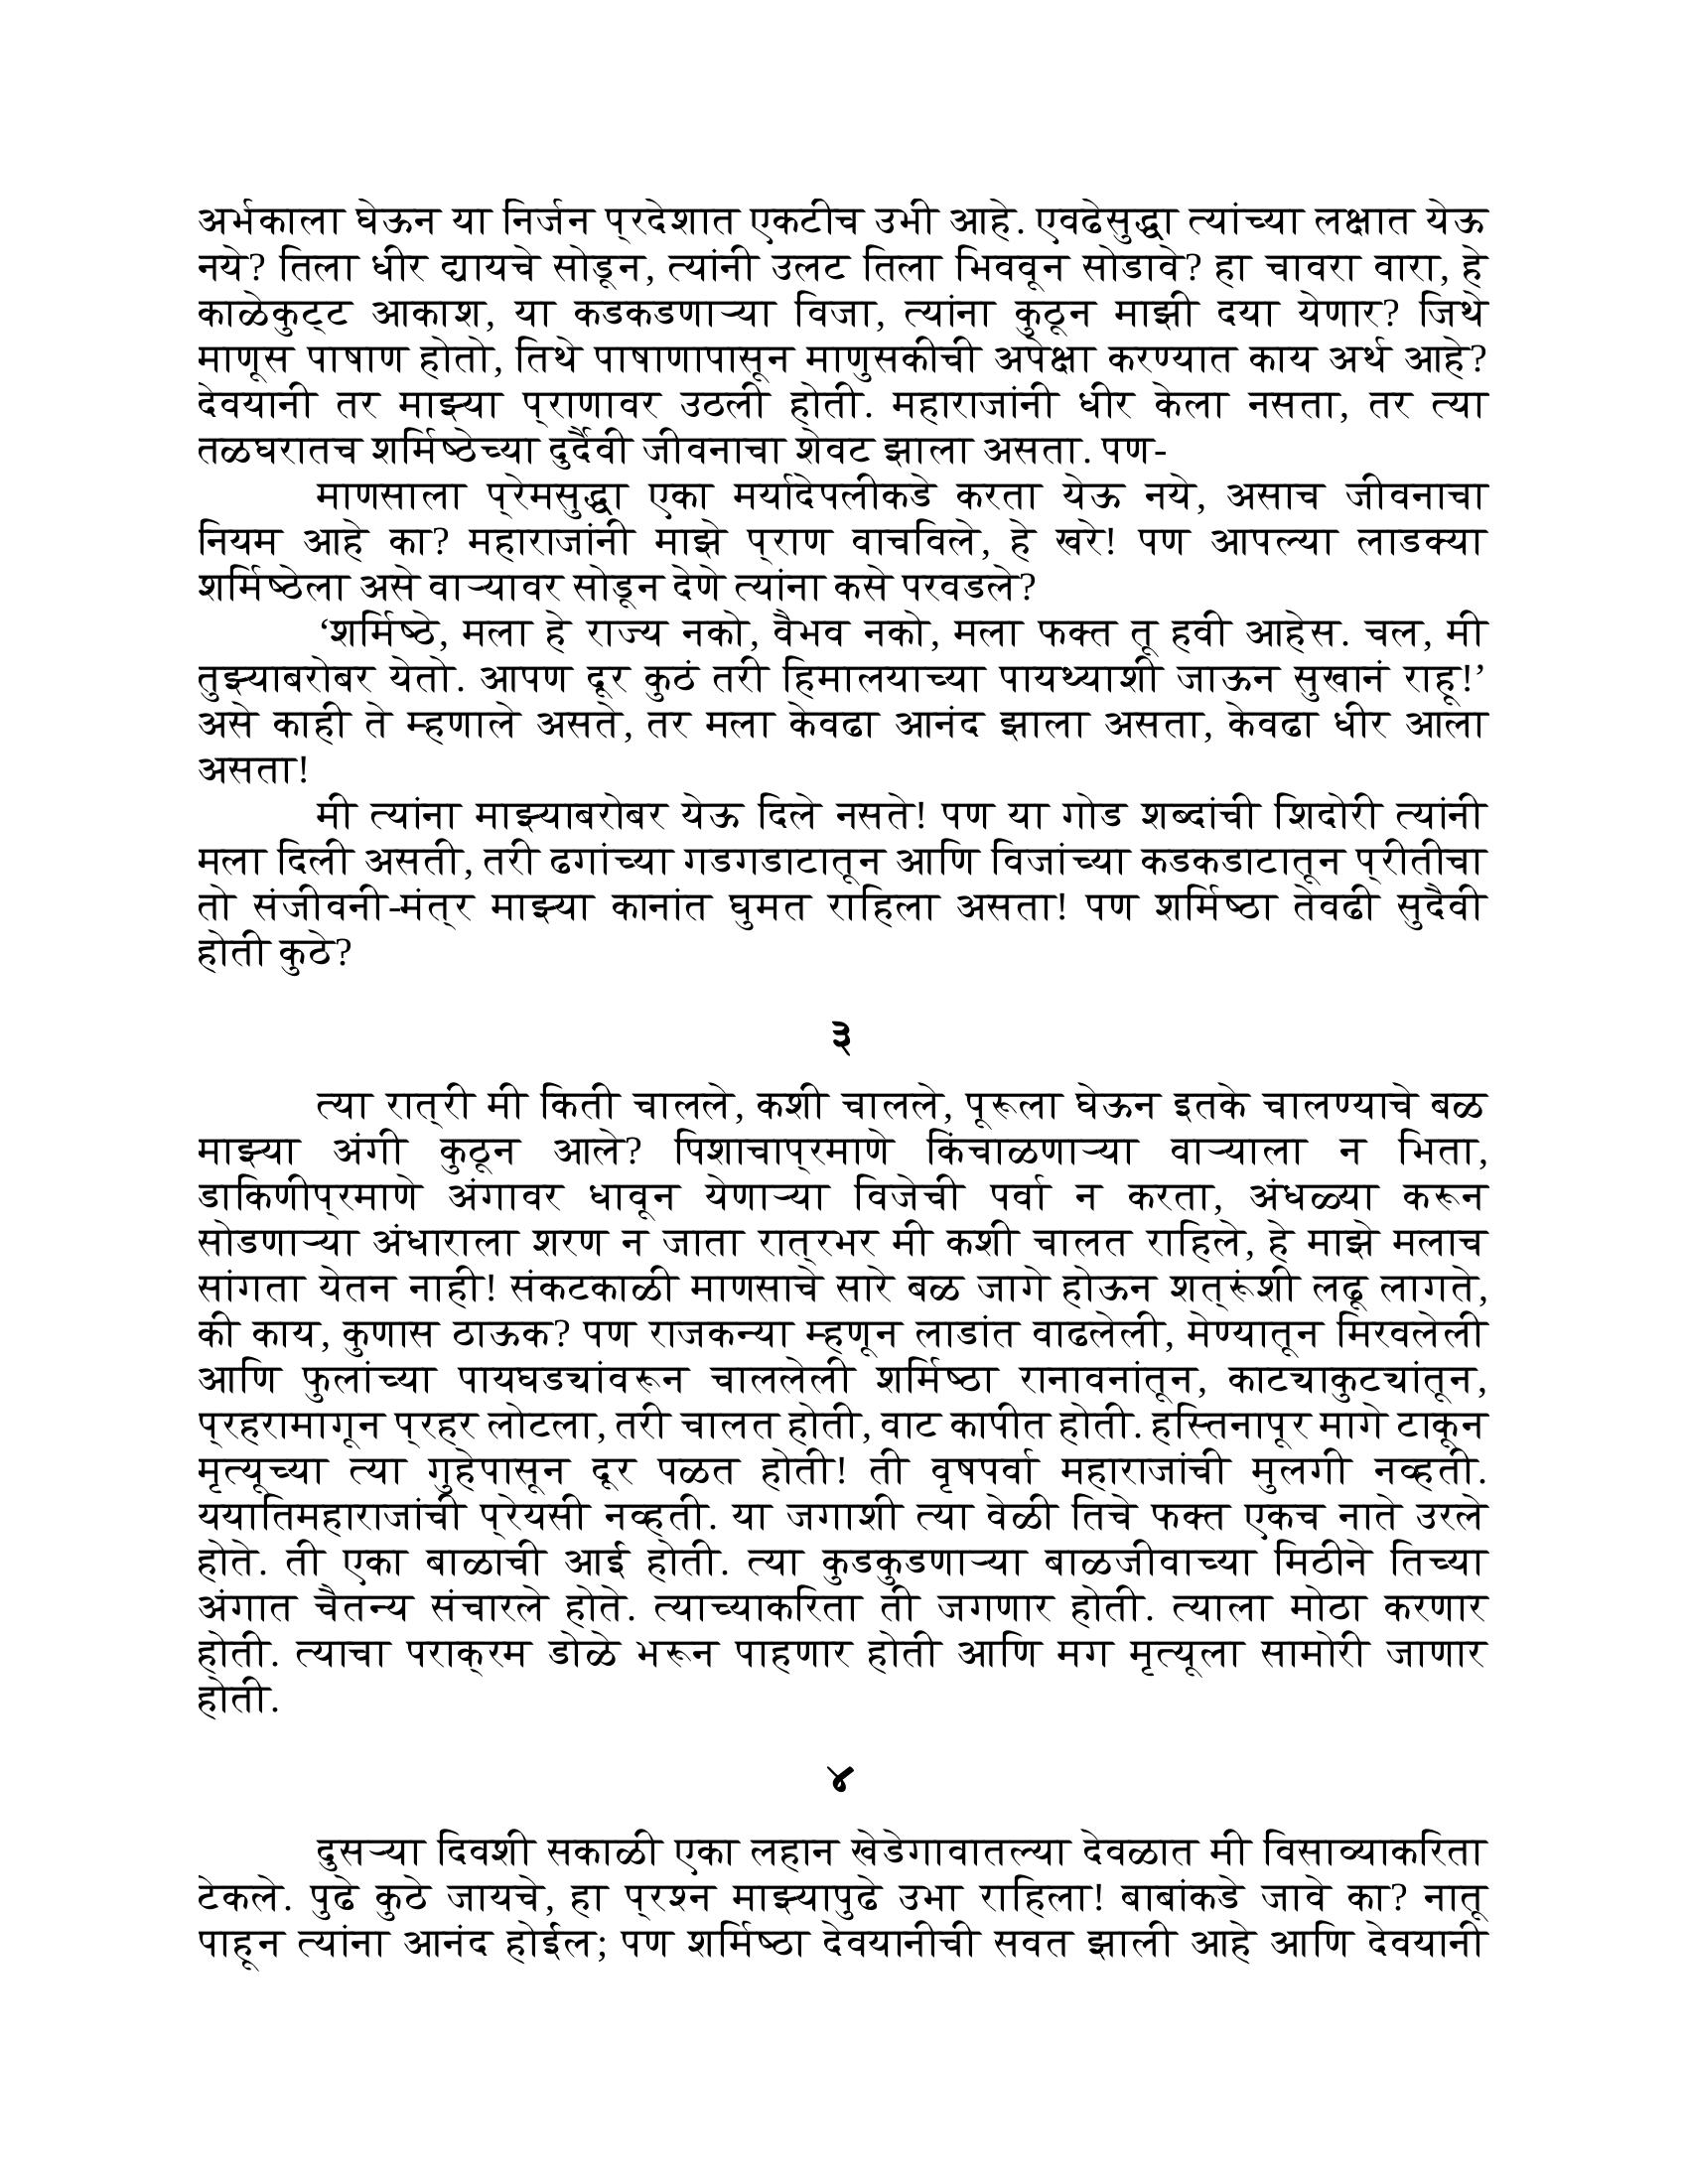 अर्भकाला घेऊन या निर्जन प्रदेशात एकटीच उभी आहे. एवढेसुद्धा त्यांच्या लक्षात येऊ
नये? तिला धीर द्यायचे सोडून, त्यांनी उलट तिला भिववून सोडावे? हा चावरा वारा, हे
काळेकुट्ट आकाश, या कडकडणाऱ्या विजा, त्यांना कुठून माझी दया येणार? जिथे
माणूस पाषाण होतो, तिथे पाषाणापासून माणुसकीची अपेक्षा करण्यात काय अर्थ आहे?
देवयानी तर माझ्या प्राणावर उठली होती. महाराजांनी धीर केला नसता, तर त्या
तळघरातच शर्मिष्ठेच्या दुर्दैवी जीवनाचा शेवट झाला असता. पण-
माणसाला प्रेमसुद्धा एका मर्यादेपलीकडे करता येऊ नये, असाच जीवनाचा
नियम आहे का? महाराजांनी माझे प्राण वाचविले, हे खरे! पण आपल्या लाडक्या
शर्मिष्ठेला असे वाऱ्यावर सोडून देणे त्यांना कसे परवडले?
‘शर्मिष्ठे, मला हे राज्य नको, वैभव नको, मला फक्त तू हवी आहेस. चल, मी
तुझ्याबरोबर येतो. आपण दूर कुठं तरी हिमालयाच्या पायथ्याशी जाऊन सुखानं राहू!’
असे काही ते म्हणाले असते, तर मला केवढा आनंद झाला असता, केवढा धीर आला
असता!
मी त्यांना माझ्याबरोबर येऊ दिले नसते! पण या गोड शब्दांची शिदोरी त्यांनी
मला दिली असती, तरी ढगांच्या गडगडाटातून आणि विजांच्या कडकडाटातून प्रीतीचा
तो संजीवनी-मंत्र माझ्या कानांत घुमत राहिला असता! पण शर्मिष्ठा तेवढी सुदैवी
होती कुठे?
३
त्या रात्री मी किती चालले, कशी चालले, पूरूला घेऊन इतके चालण्याचे बळ
माझ्या अंगी कुठून आले? पिशाचाप्रमाणे किंचाळणाऱ्या वाऱ्याला न भिता,
डाकिणीप्रमाणे अंगावर धावून येणाऱ्या विजेची पर्वा न करता, अंधळ्या करून
सोडणाऱ्या अंधाराला शरण न जाता रात्रभर मी कशी चालत राहिले, हे माझे मलाच
सांगता येतन नाही! संकटकाळी माणसाचे सारे बळ जागे होऊन शत्रूंशी लढू लागते,
की काय, कुणास ठाऊक? पण राजकन्या म्हणून लाडांत वाढलेली, मेण्यातून मिरवलेली
आणि फुलांच्या पायघड्यांवरून चाललेली शर्मिष्ठा रानावनांतून, काट्याकुट्यांतून,
प्रहरामागून प्रहर लोटला, तरी चालत होती, वाट कापीत होती. हस्तिनापूर मागे टाकून
मृत्यूच्या त्या गुहेपासून दूर पळत होती! ती वृषपर्वा महाराजांची मुलगी नव्हती.
ययातिमहाराजांची प्रेयसी नव्हती. या जगाशी त्या वेळी तिचे फक्त एकच नाते उरले
होते. ती एका बाळाची आई होती. त्या कुडकुडणाऱ्या बाळजीवाच्या मिठीने तिच्या
अंगात चैतन्य संचारले होते. त्याच्याकरिता ती जगणार होती. त्याला मोठा करणार
होती. त्याचा पराक्रम डोळे भरून पाहणार होती आणि मग मृत्यूला सामोरी जाणार
होती.
४
दुसऱ्या दिवशी सकाळी एका लहान खेडेगावातल्या देवळात मी विसाव्याकरिता
टेकले. पुढे कुठे जायचे, हा प्रश्न माझ्यापुढे उभा राहिला! बाबांकडे जावे का? नातू
पाहून त्यांना आनंद होईल; पण शर्मिष्ठा देवयानीची सवत झाली आहे आणि देवयानी